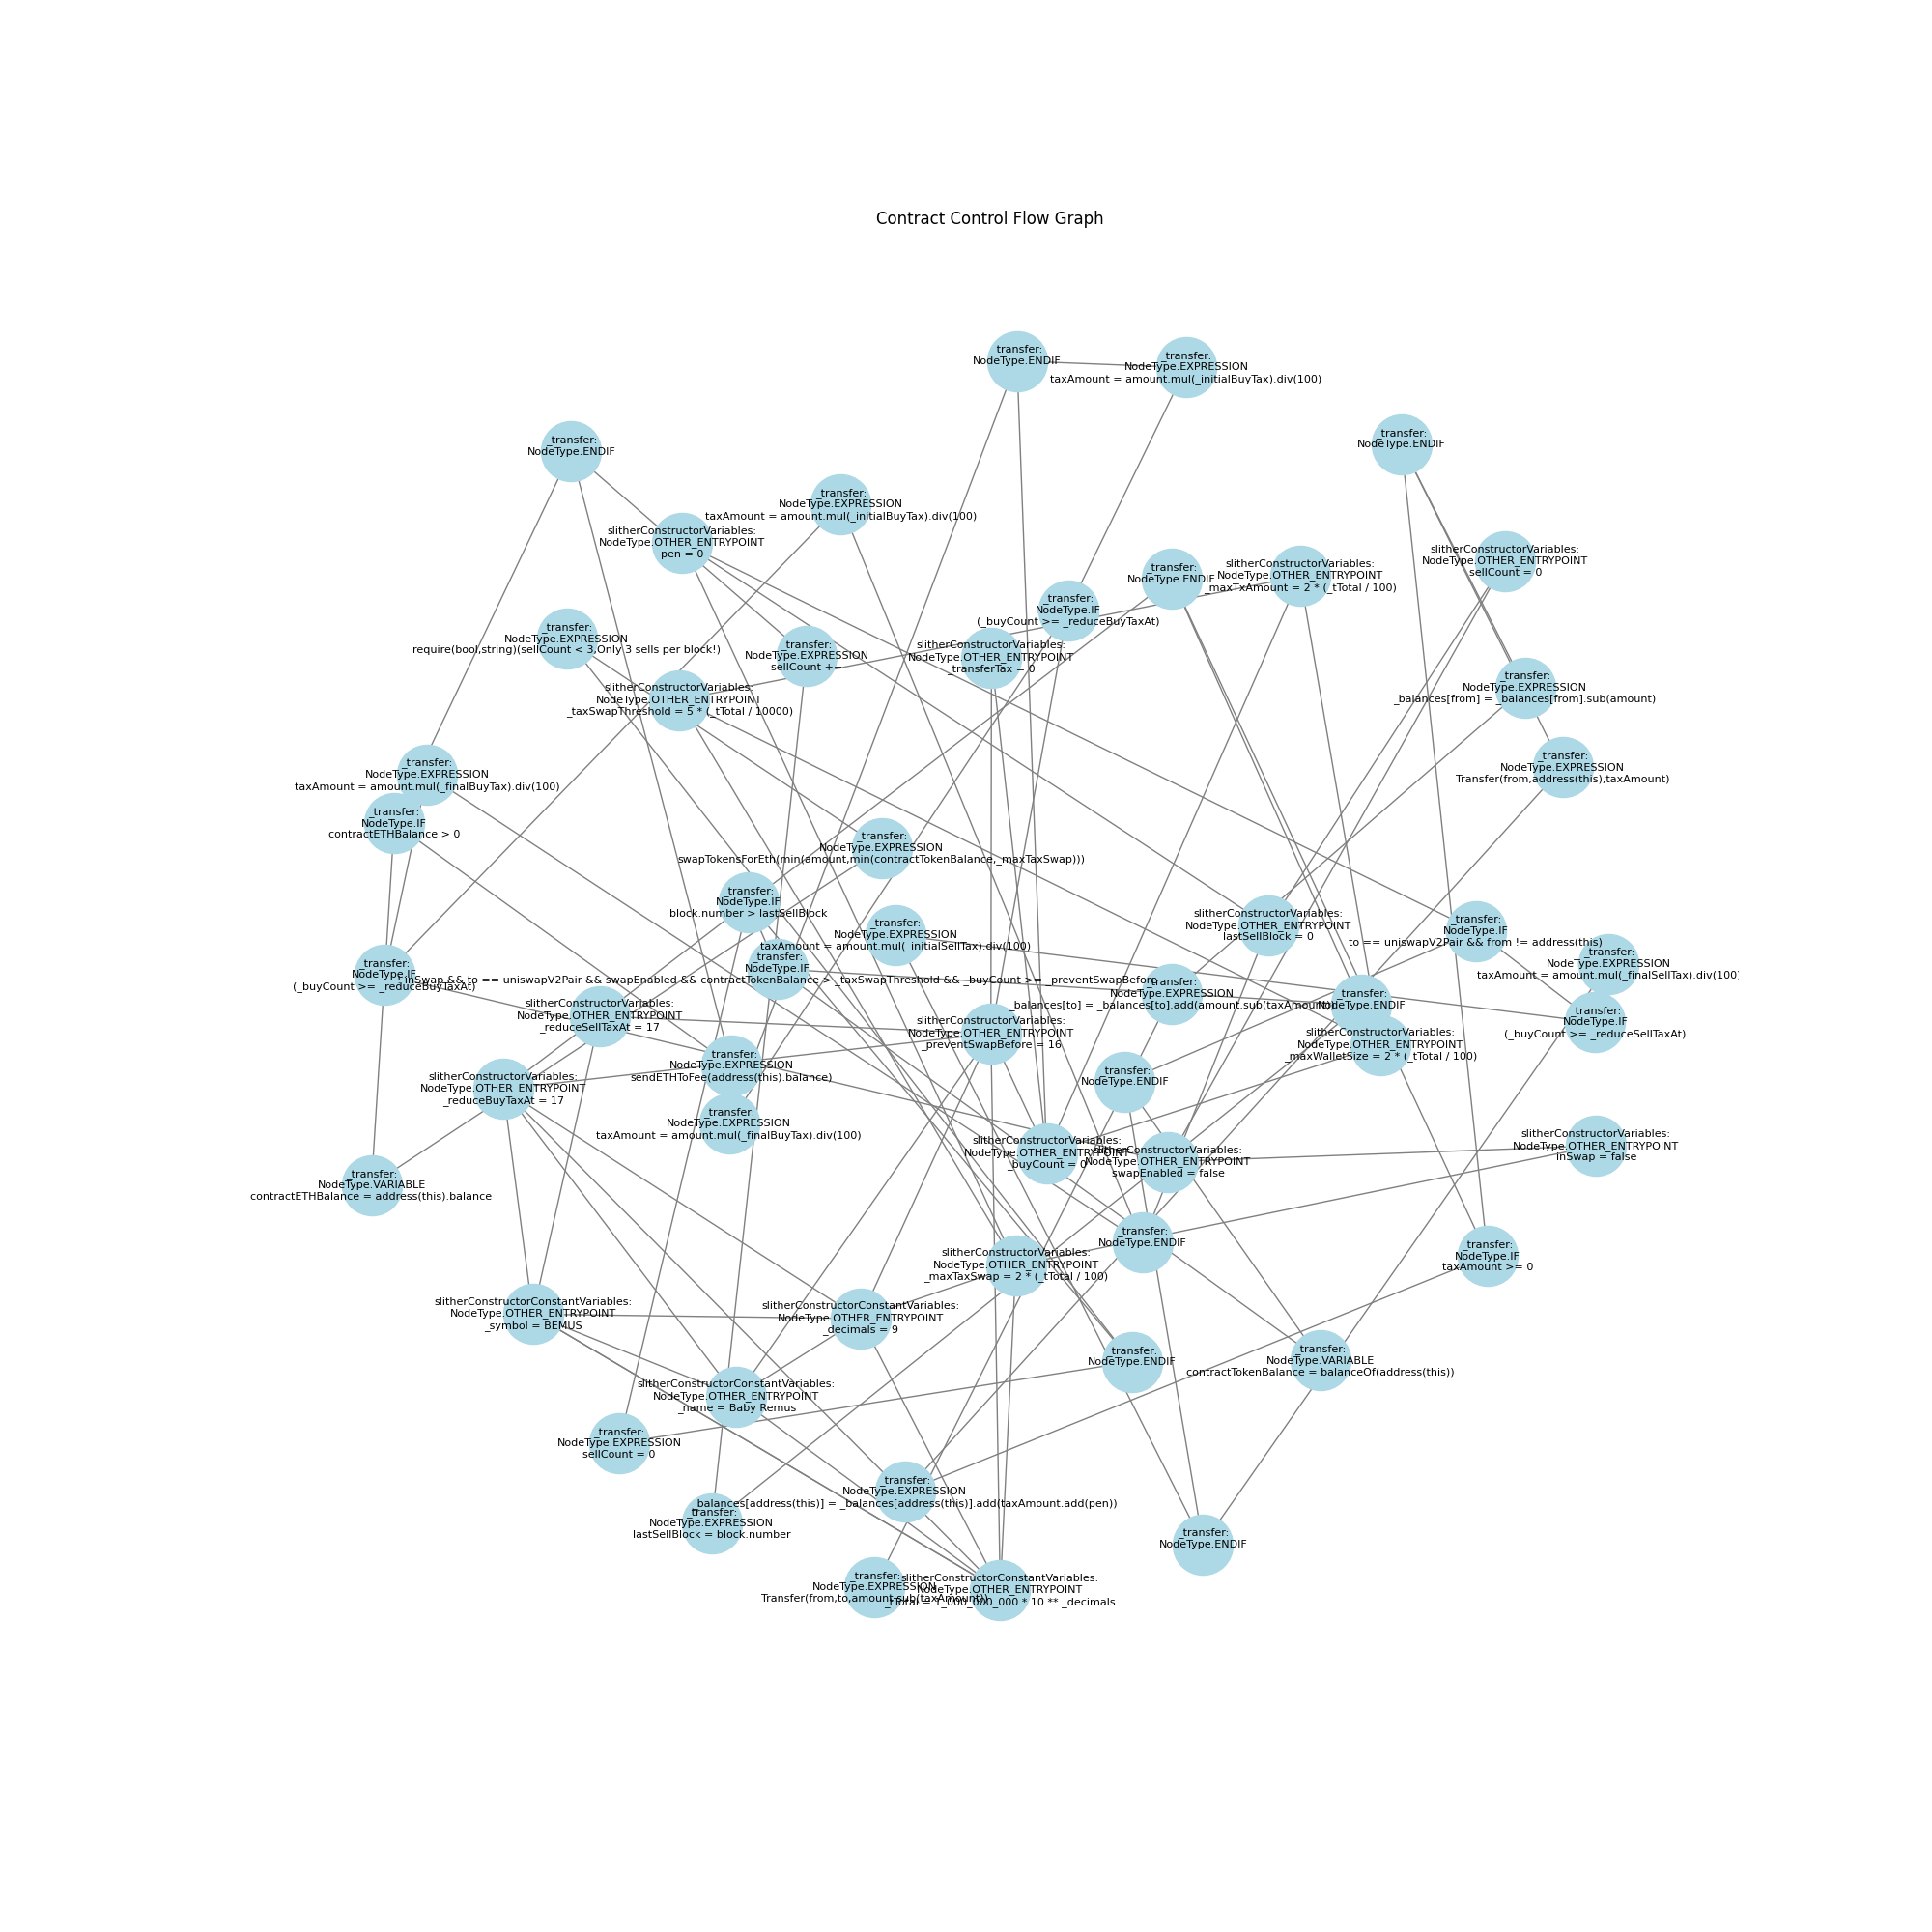 Contract Control Flow Graph
_transfer:
NodeType.ENDIF
_transfer:
NodeType.EXPRESSION
taxAmount = amount.mul(_initialBuyTax).div(100)
_transfer:
NodeType.ENDIF
_transfer:
NodeType.ENDIF
_transfer:
NodeType.EXPRESSION
taxAmount = amount.mul(_initialBuyTax).div(100)
slitherConstructorVariables:
NodeType.OTHER_ENTRYPOINT
pen = 0
_transfer:
NodeType.ENDIF
slitherConstructorVariables:
NodeType.OTHER_ENTRYPOINT
_maxTxAmount = 2 * (_tTotal / 100)
slitherConstructorVariables:
NodeType.OTHER_ENTRYPOINT
sellCount = 0
_transfer:
NodeType.IF
(_buyCount >= _reduceBuyTaxAt)
_transfer:
NodeType.EXPRESSION
require(bool,string)(sellCount < 3,Only 3 sells per block!)
_transfer:
NodeType.EXPRESSION
sellCount ++
slitherConstructorVariables:
NodeType.OTHER_ENTRYPOINT
_transferTax = 0
slitherConstructorVariables:
NodeType.OTHER_ENTRYPOINT
_taxSwapThreshold = 5 * (_tTotal / 10000)
_transfer:
NodeType.EXPRESSION
_balances[from] = _balances[from].sub(amount)
_transfer:
NodeType.EXPRESSION
Transfer(from,address(this),taxAmount)
_transfer:
NodeType.EXPRESSION
taxAmount = amount.mul(_finalBuyTax).div(100)
_transfer:
NodeType.IF
contractETHBalance > 0
_transfer:
NodeType.EXPRESSION
swapTokensForEth(min(amount,min(contractTokenBalance,_maxTaxSwap)))
_transfer:
NodeType.IF
block.number > lastSellBlock
_transfer:
NodeType.EXPRESSION
taxAmount = amount.mul(_initialSellTax).div(100)
slitherConstructorVariables:
NodeType.OTHER_ENTRYPOINT
lastSellBlock = 0
_transfer:
NodeType.IF
to == uniswapV2Pair && from != address(this)
_transfer:
NodeType.EXPRESSION
taxAmount = amount.mul(_finalSellTax).div(100)
_transfer:
NodeType.IF
inSwap && to == uniswapV2Pair && swapEnabled && contractTokenBalance > _taxSwapThreshold && _buyCount >= _preventSwapBefore
_transfer:
NodeType.IF
(_buyCount >= _reduceBuyTaxAt)
_transfer:
NodeType.EXPRESSION
_balances[to] = _balances[to].add(amount.sub(taxAmount))
_transfer:
NodeType.ENDIF
_transfer:
NodeType.IF
(_buyCount >= _reduceSellTaxAt)
slitherConstructorVariables:
NodeType.OTHER_ENTRYPOINT
_reduceSellTaxAt = 17
slitherConstructorVariables:
NodeType.OTHER_ENTRYPOINT
_preventSwapBefore = 16
slitherConstructorVariables:
NodeType.OTHER_ENTRYPOINT
_maxWalletSize = 2 * (_tTotal / 100)
_transfer:
NodeType.EXPRESSION
sendETHToFee(address(this).balance)
_transfer:
NodeType.ENDIF
slitherConstructorVariables:
NodeType.OTHER_ENTRYPOINT
_reduceBuyTaxAt = 17
_transfer:
NodeType.EXPRESSION
taxAmount = amount.mul(_finalBuyTax).div(100)
slitherConstructorVariables:
NodeType.OTHER_ENTRYPOINT
_buyCount = 0
slitherConstructorVariables:
NodeType.OTHER_ENTRYPOINT
swapEnabled = false
slitherConstructorVariables:
NodeType.OTHER_ENTRYPOINT
inSwap = false
_transfer:
NodeType.VARIABLE
contractETHBalance = address(this).balance
_transfer:
NodeType.ENDIF
slitherConstructorVariables:
NodeType.OTHER_ENTRYPOINT
_maxTaxSwap = 2 * (_tTotal / 100)
_transfer:
NodeType.IF
taxAmount >= 0
slitherConstructorConstantVariables:
NodeType.OTHER_ENTRYPOINT
_symbol = BEMUS
slitherConstructorConstantVariables:
NodeType.OTHER_ENTRYPOINT
_decimals = 9
_transfer:
NodeType.ENDIF
_transfer:
NodeType.VARIABLE
contractTokenBalance = balanceOf(address(this))
slitherConstructorConstantVariables:
NodeType.OTHER_ENTRYPOINT
_name = Baby Remus
_transfer:
NodeType.EXPRESSION
sellCount = 0
_transfer:
NodeType.EXPRESSION
_balances[address(this)] = _balances[address(this)].add(taxAmount.add(pen))
_transfer:
NodeType.EXPRESSION
lastSellBlock = block.number
_transfer:
NodeType.ENDIF
_transfer:
NodeType.EXPRESSION
Transfer(from,to,amount.sub(taxAmount))
slitherConstructorConstantVariables:
NodeType.OTHER_ENTRYPOINT
_tTotal = 1_000_000_000 * 10 ** _decimals